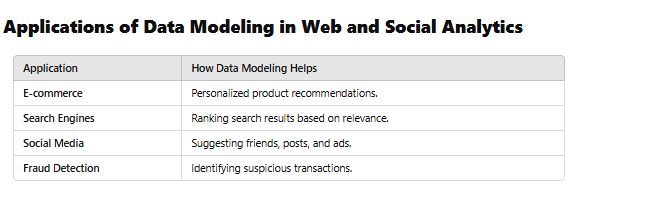 Applications of Data Modeling in Web and Social Analytics
Application How Data Modeling Helps
E-commerce Personalized product recommendations.
Search Engines Ranking search results based on relevance.
Social Media Suggesting friends, posts, and ads.
Fraud Detection Identifying suspicious transactions.